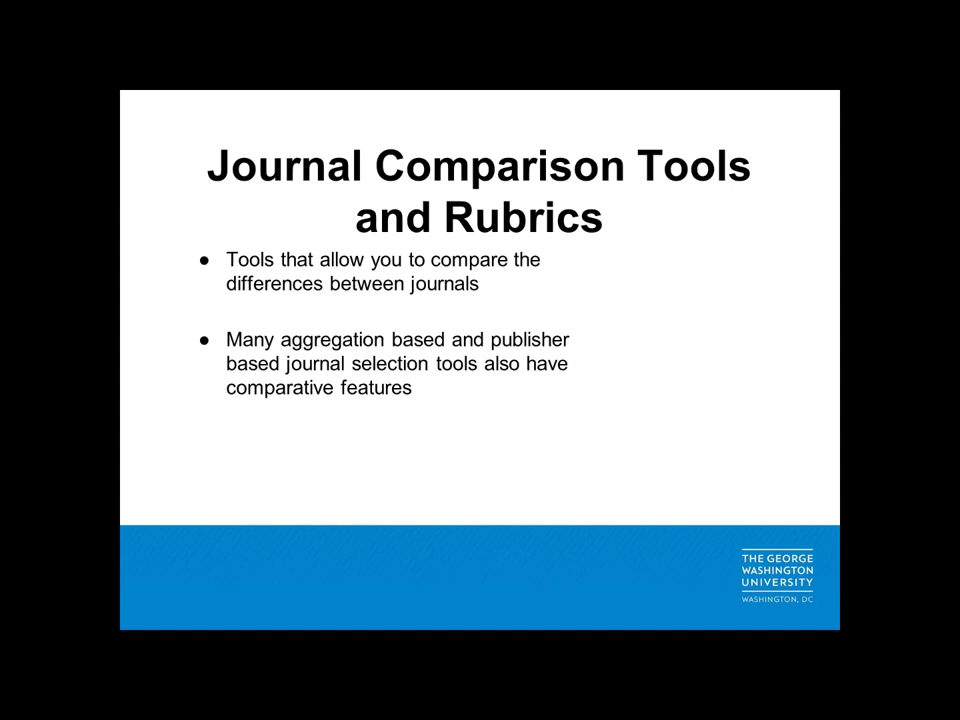 Journal Comparison Tools
and Rubrics
● Tools that allow you to compare the
differences between journals
● Many aggregation based and publisher
based journal selection tools also have
comparative features
THE GEORGE
WASHINGTON
UNIVERSITY
WASHINGTON, DC